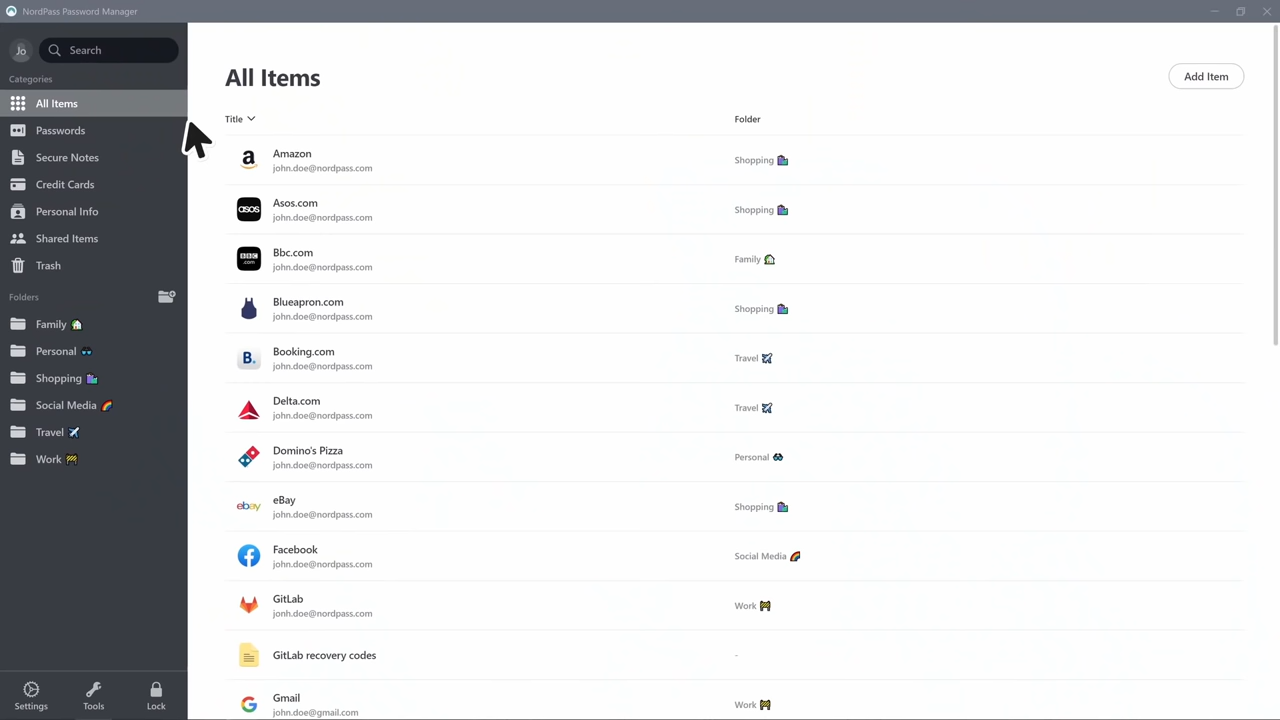 NordPass Password Manager
Jo
Search
Categories
All Items
Passwords
Secure Notes
Credit Cards
Personal Info
Shared Items
Trash
Folders
Family
Personal
Shopping
Social Media
Travel
Work
Settings
Tools
Lock
All Items
Add Item
Title
Folder
a
Amazon
john.doe@nordpass.com
Shopping
asos
Asos.com
john.doe@nordpass.com
Shopping
BBC
.com
Bbc.com
john.doe@nordpass.com
Family
Blueapron.com
john.doe@nordpass.com
Shopping
B.
Booking.com
john.doe@nordpass.com
Travel
Delta.com
john.doe@nordpass.com
Travel
Domino's Pizza
john.doe@nordpass.com
Personal
ebay
eBay
john.doe@nordpass.com
Shopping
f
Facebook
john.doe@nordpass.com
Social Media
GitLab
jonh.doe@nordpass.com
Work
GitLab recovery codes
-
G
Gmail
john.doe@gmail.com
Work